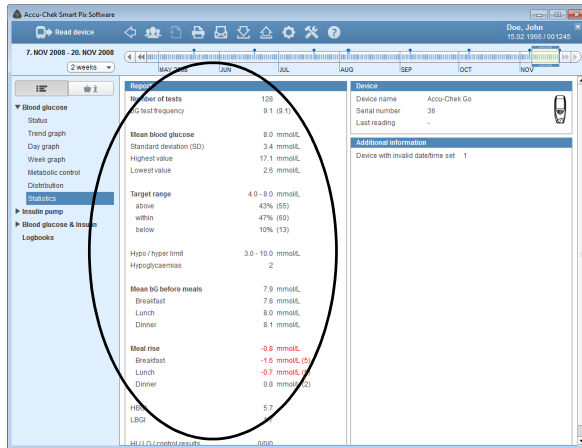 Accu-Chek Smart Pix Software
Read device
Doe, John
15.02.1966 / 001245
7. NOV 2008 - 20. NOV 2008
2 weeks
MAY 2008 JUN JUL AUG SEP OCT NOV
Blood glucose
Status
Trend graph
Day graph
Week graph
Metabolic control
Distribution
Statistics
Insulin pump
Blood glucose & Insulin
Logbooks
Report
Number of tests 128
bG test frequency 9.1 (9.1)
Mean blood glucose 8.0 mmol/L
Standard deviation (SD) 3.4 mmol/L
Highest value 17.1 mmol/L
Lowest value 2.6 mmol/L
Target range 4.0 - 8.0 mmol/L
above 43% (55)
within 47% (60)
below 10% (13)
Hypo / hyper limit 3.0 - 10.0 mmol/L
Hypoglycaemias 2
Mean bG before meals 7.9 mmol/L
Breakfast 7.8 mmol/L
Lunch 8.0 mmol/L
Dinner 8.1 mmol/L
Meal rise -0.8 mmol/L
Breakfast -1.6 mmol/L (5)
Lunch -0.7 mmol/L
Dinner 0.8 mmol/L (2)
HBGI 5.7
LBGI
HI / LO / control results 0/0/0
Device
Device name Accu-Chek Go
Serial number 36
Last reading -
Additional information
Device with invalid date/time set 1